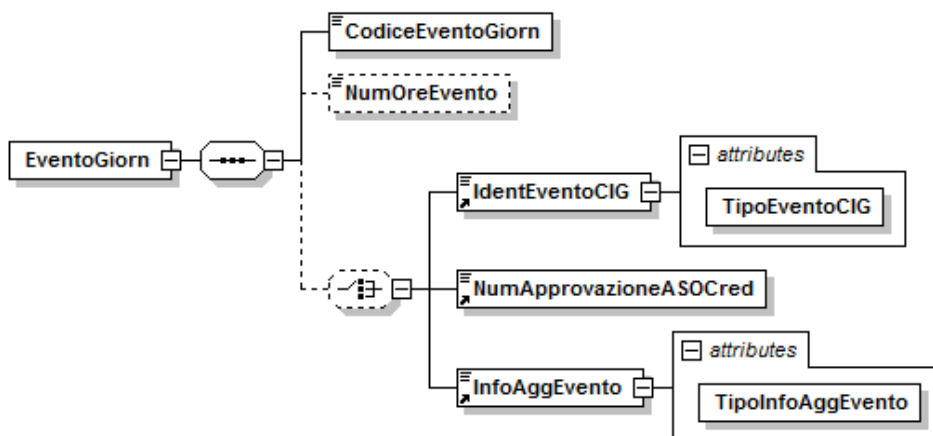 CodiceEventoGiorn
NumOreEvento
EventoGiorn
attributes
IdentEventoCIG
TipoEventoCIG
NumApprovazioneASOCred
attributes
InfoAggEvento
TipoInfoAggEvento